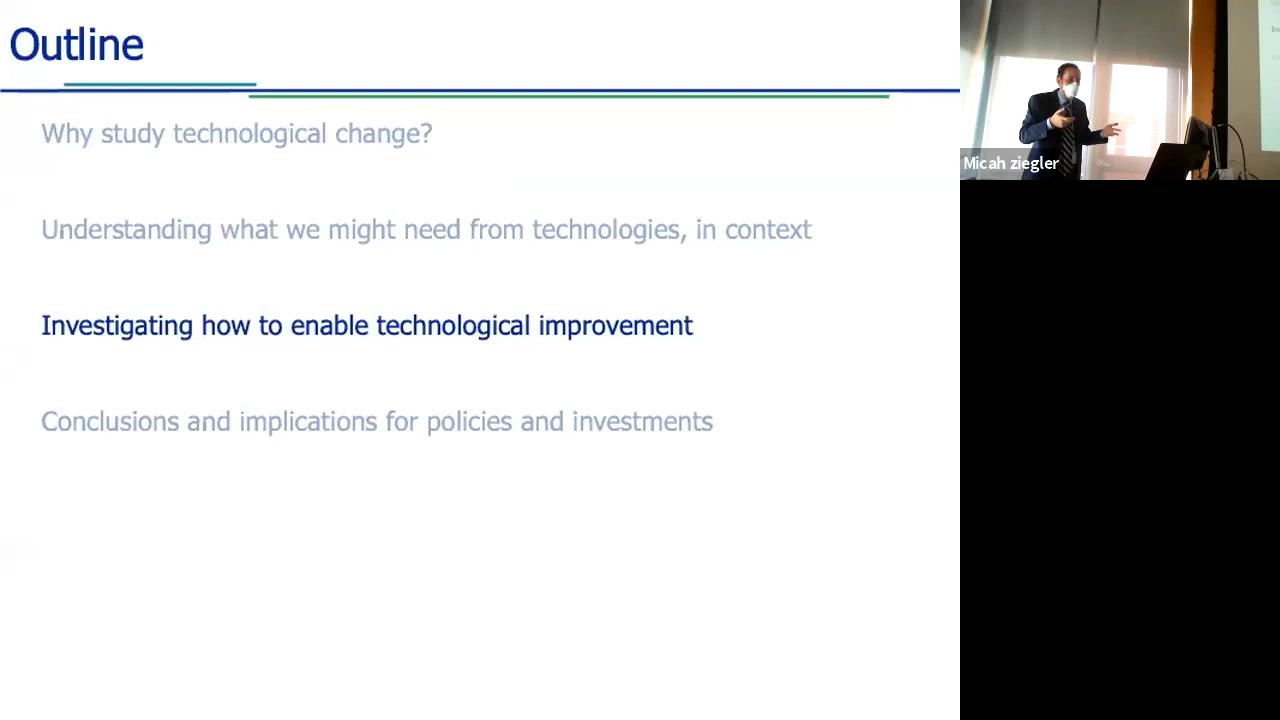 Outline
Why study technological change?
Understanding what we might need from technologies, in context
Investigating how to enable technological improvement
Conclusions and implications for policies and investments
Micah ziegler